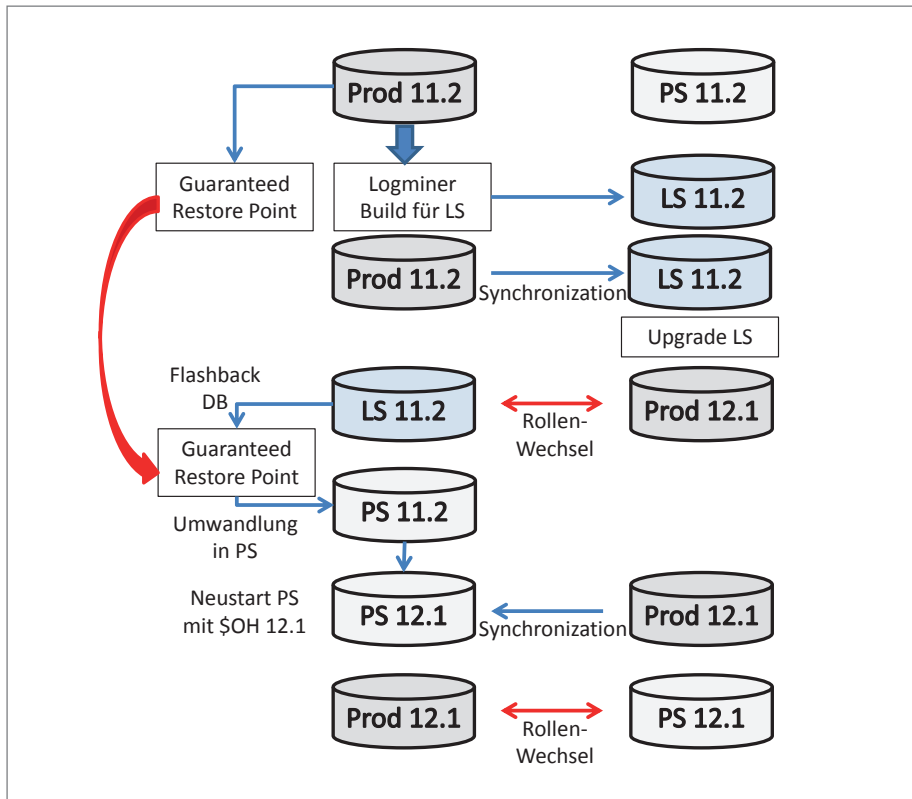 Prod 11.2
PS 11.2
Guaranteed
Restore Point
Logminer
Build für LS
LS 11.2
Prod 11.2
Synchronization
LS 11.2
Upgrade LS
Flashback
DB
LS 11.2
Rollen-
Wechsel
Prod 12.1
Guaranteed
Restore Point
Umwandlung
in PS
PS 11.2
Neustart PS
mit $OH 12.1
PS 12.1
Synchronization
Prod 12.1
Prod 12.1
Rollen-
Wechsel
PS 12.1